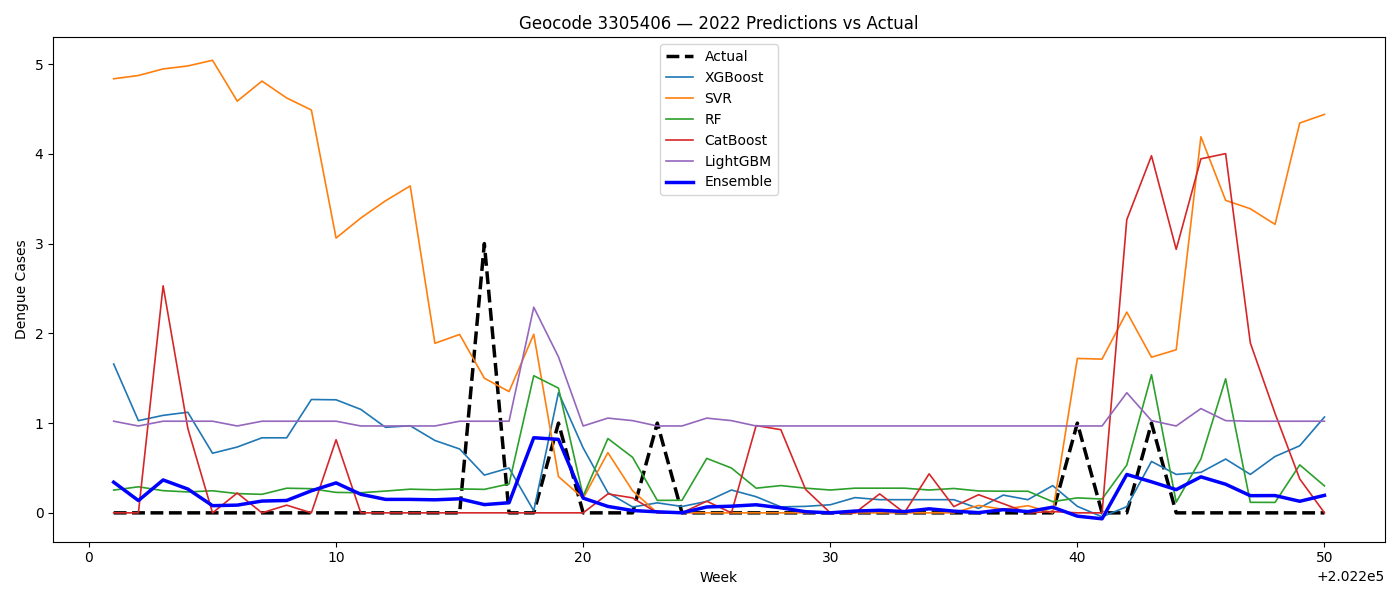 Geocode 3305406 — 2022 Predictions vs Actual
Dengue Cases
5
4
3
2
1
0
Actual
XGBoost
SVR
RF
CatBoost
LightGBM
Ensemble
0 10 20 30 40 50
Week
+2.022e5